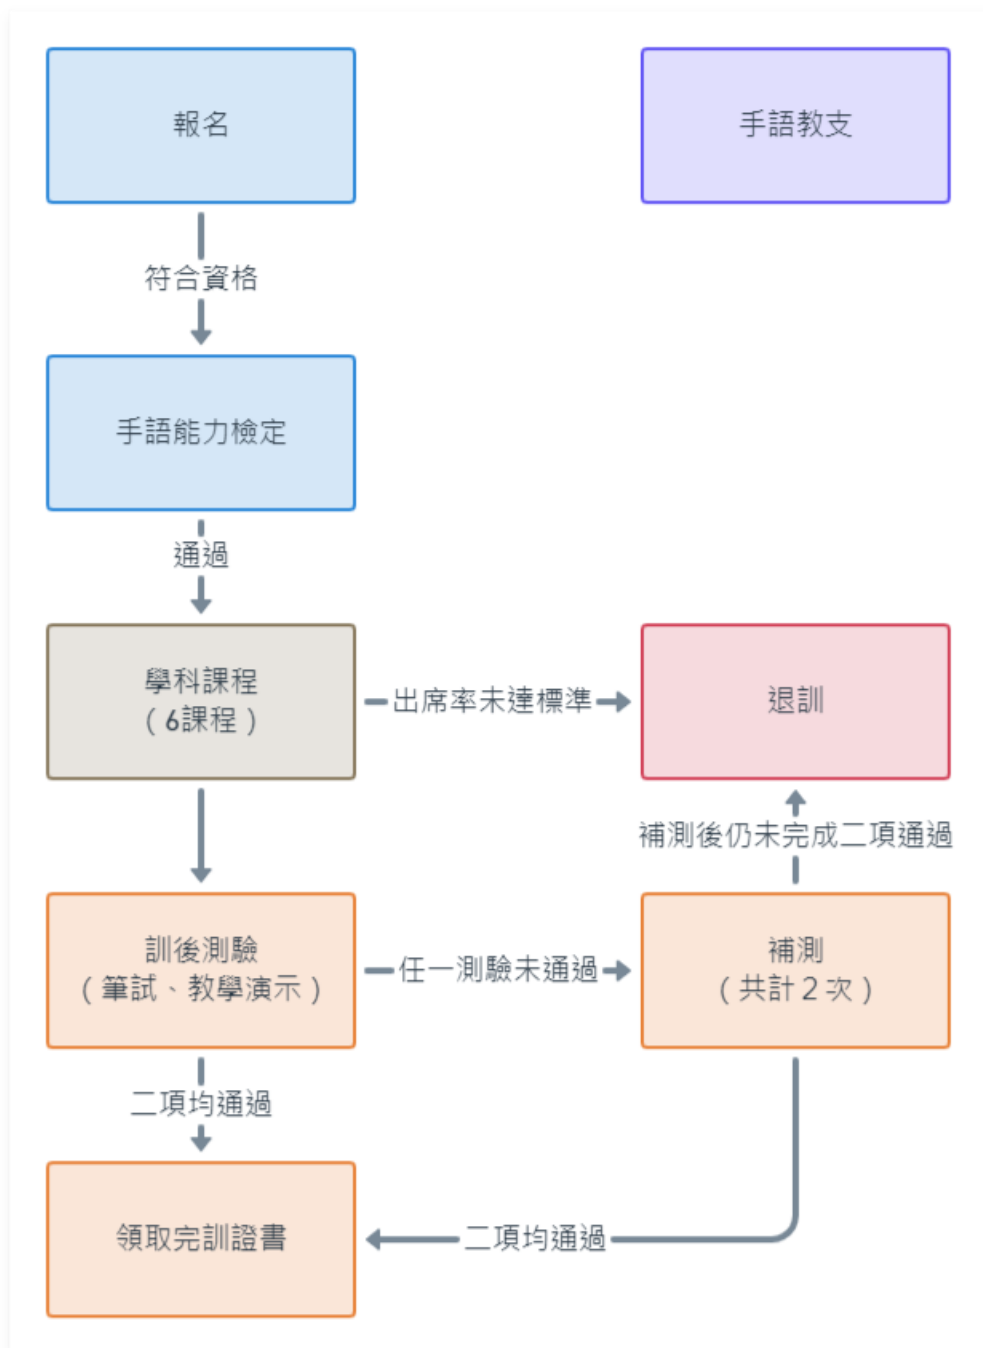 報名
手語教支
符合資格
手語能力檢定
通過
學科課程
（6課程）
出席率未達標準
退訓
補測後仍未完成二項通過
訓後測驗
（筆試、教學演示）
任一測驗未通過
補測
（共計２次）
二項均通過
領取完訓證書
二項均通過